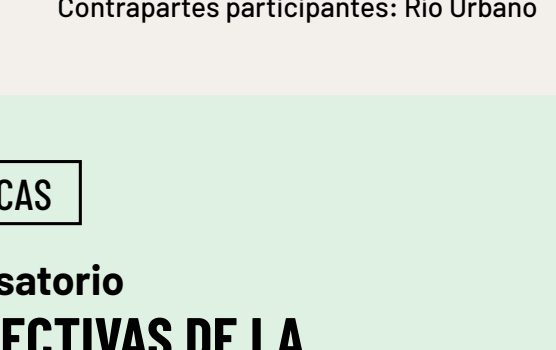 Contrapartes participantes: Río Urbano
CAS
satorio
ECTIVAS DE LA